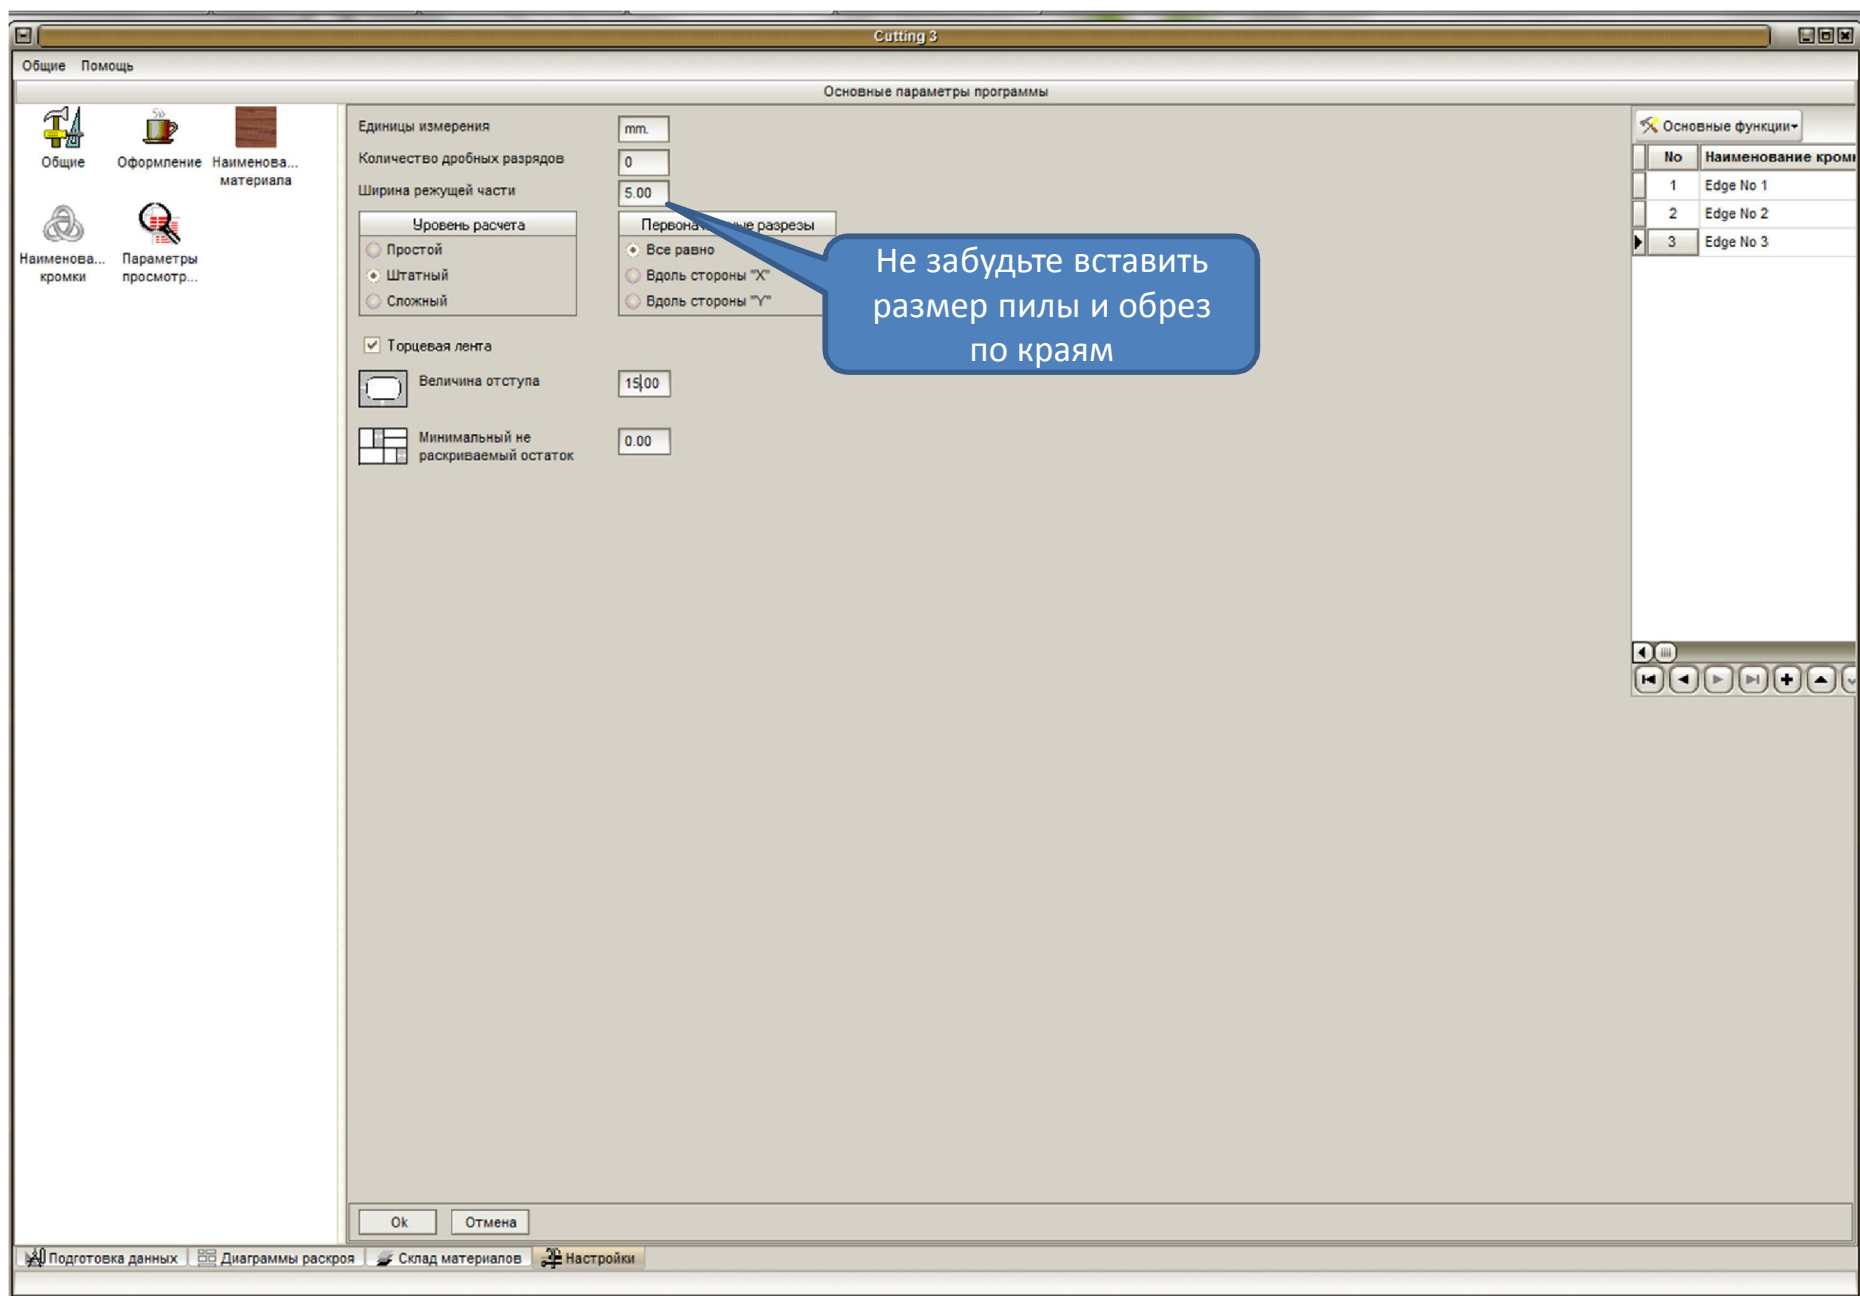 Cutting 3
Общие Помощь
Основные параметры программы
Общие
Оформление
Наименова...
материала
Наименова...
кромки
Параметры
просмотр...
Единицы измерения mm.
Количество дробных разрядов 0
Ширина режущей части 5.00
Уровень расчета
Простой
Штатный
Сложный
Все равно
Вдоль стороны "X"
Вдоль стороны "Y"
Не забудьте вставить
размер пилы и обрез
по краям
Торцевая лента
Величина отступа 15.00
Минимальный не
раскриваемый остаток 0.00
Основные функции
No Наименование
1 Edge No 1
2 Edge No 2
3 Edge No 3
Ok Отмена
Подготовка данных Диаграммы раскроя Склад материалов Настройки